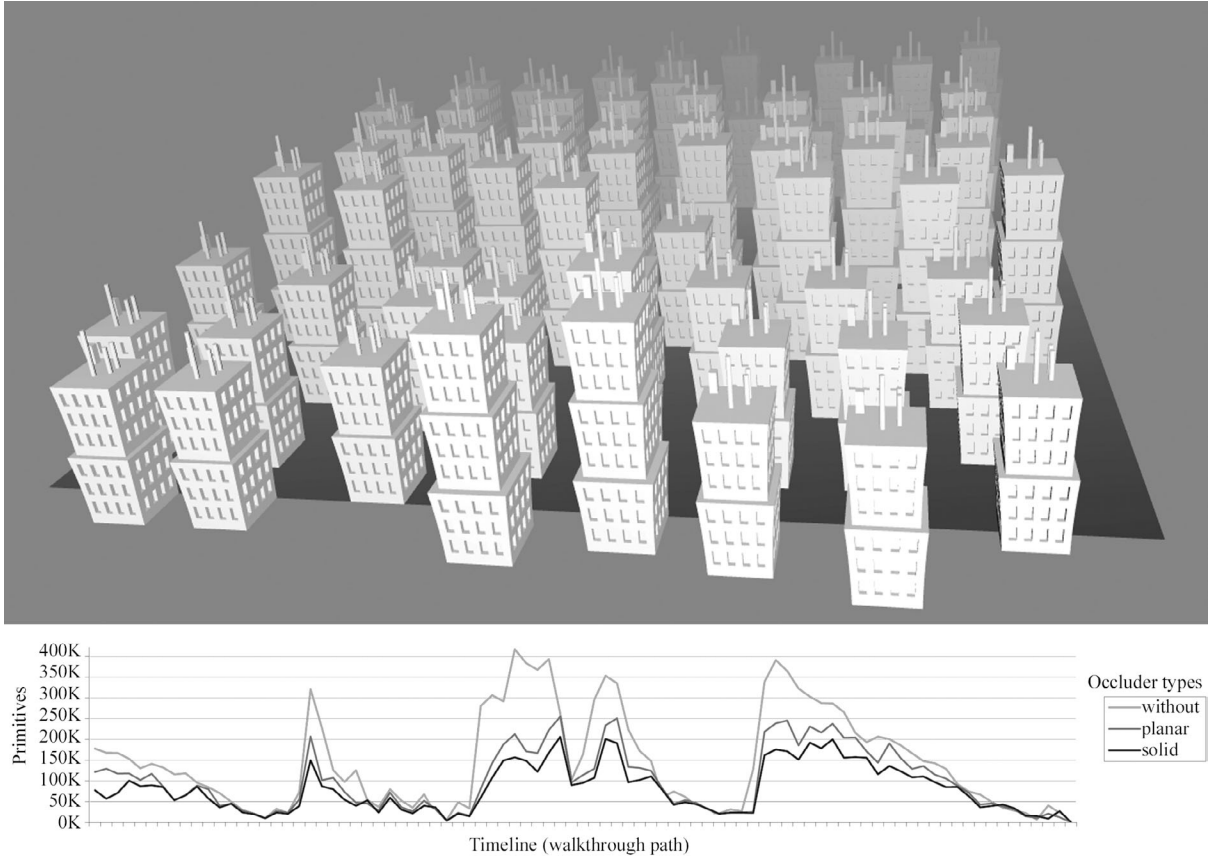 400K
350K
300K
250K
200K
150K
100K
50K
0K
Primitives
Timeline (walkthrough path)
Occluder types
without
planar
solid